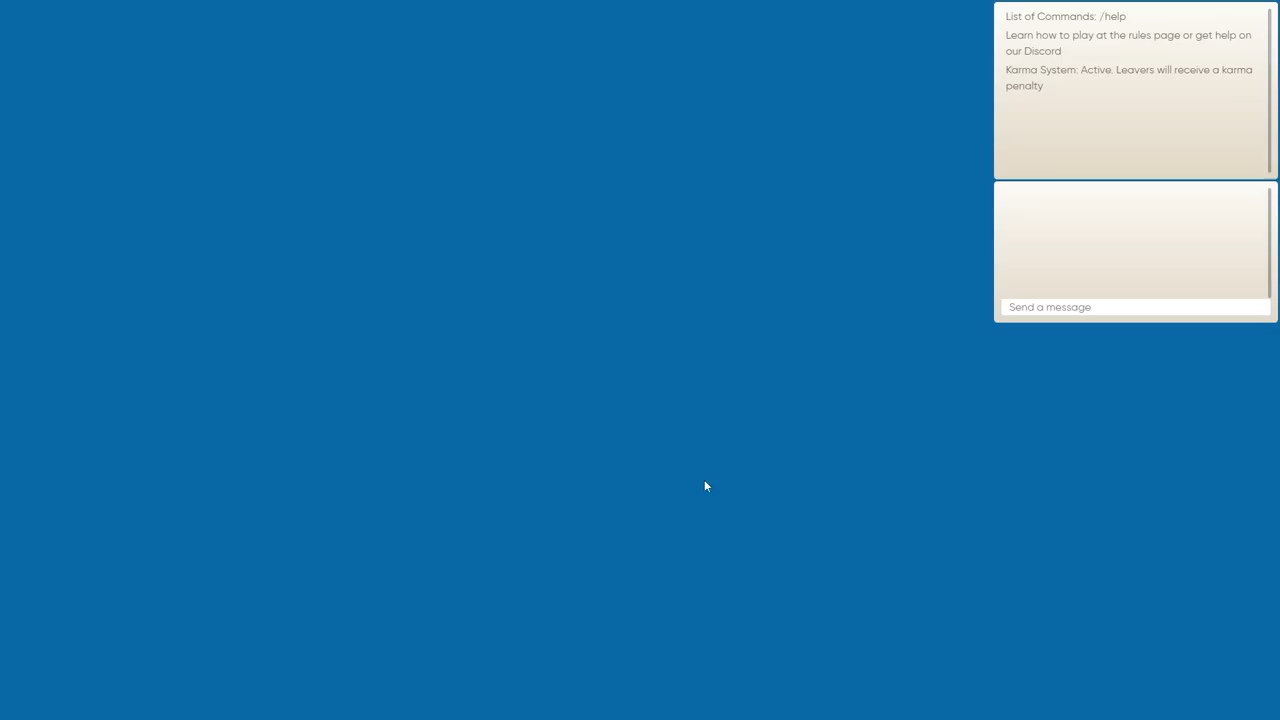 List of Commands: /help
Learn how to play at the rules page or get help on
our Discord
Karma System: Active. Leavers will receive a karma
penalty
Send a message